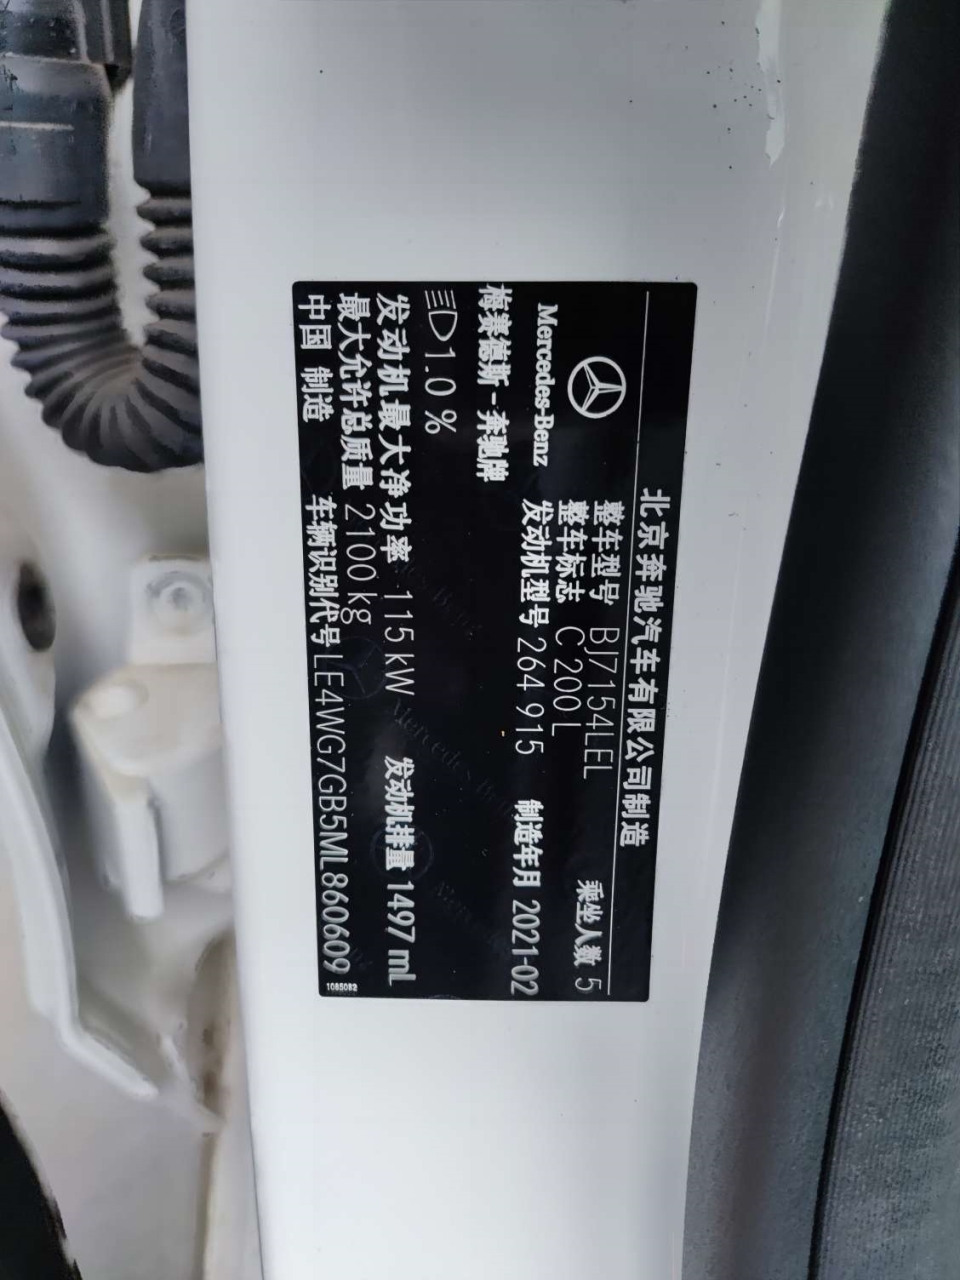 北京奔驰汽车有限公司制造
Mercedes-Benz
梅赛德斯-奔驰牌
整车型号 BJ7154LEL 乘坐人数 5
整车标志 C 200 L
发动机型号 264 915 制造年月 2021-02
1.0 %
发动机最大净功率 115 kW 发动机排量 1497 mL
最大允许总质量 2100 kg
中国 制造 车辆识别代号 LE4WG7GB5ML860609
1085082